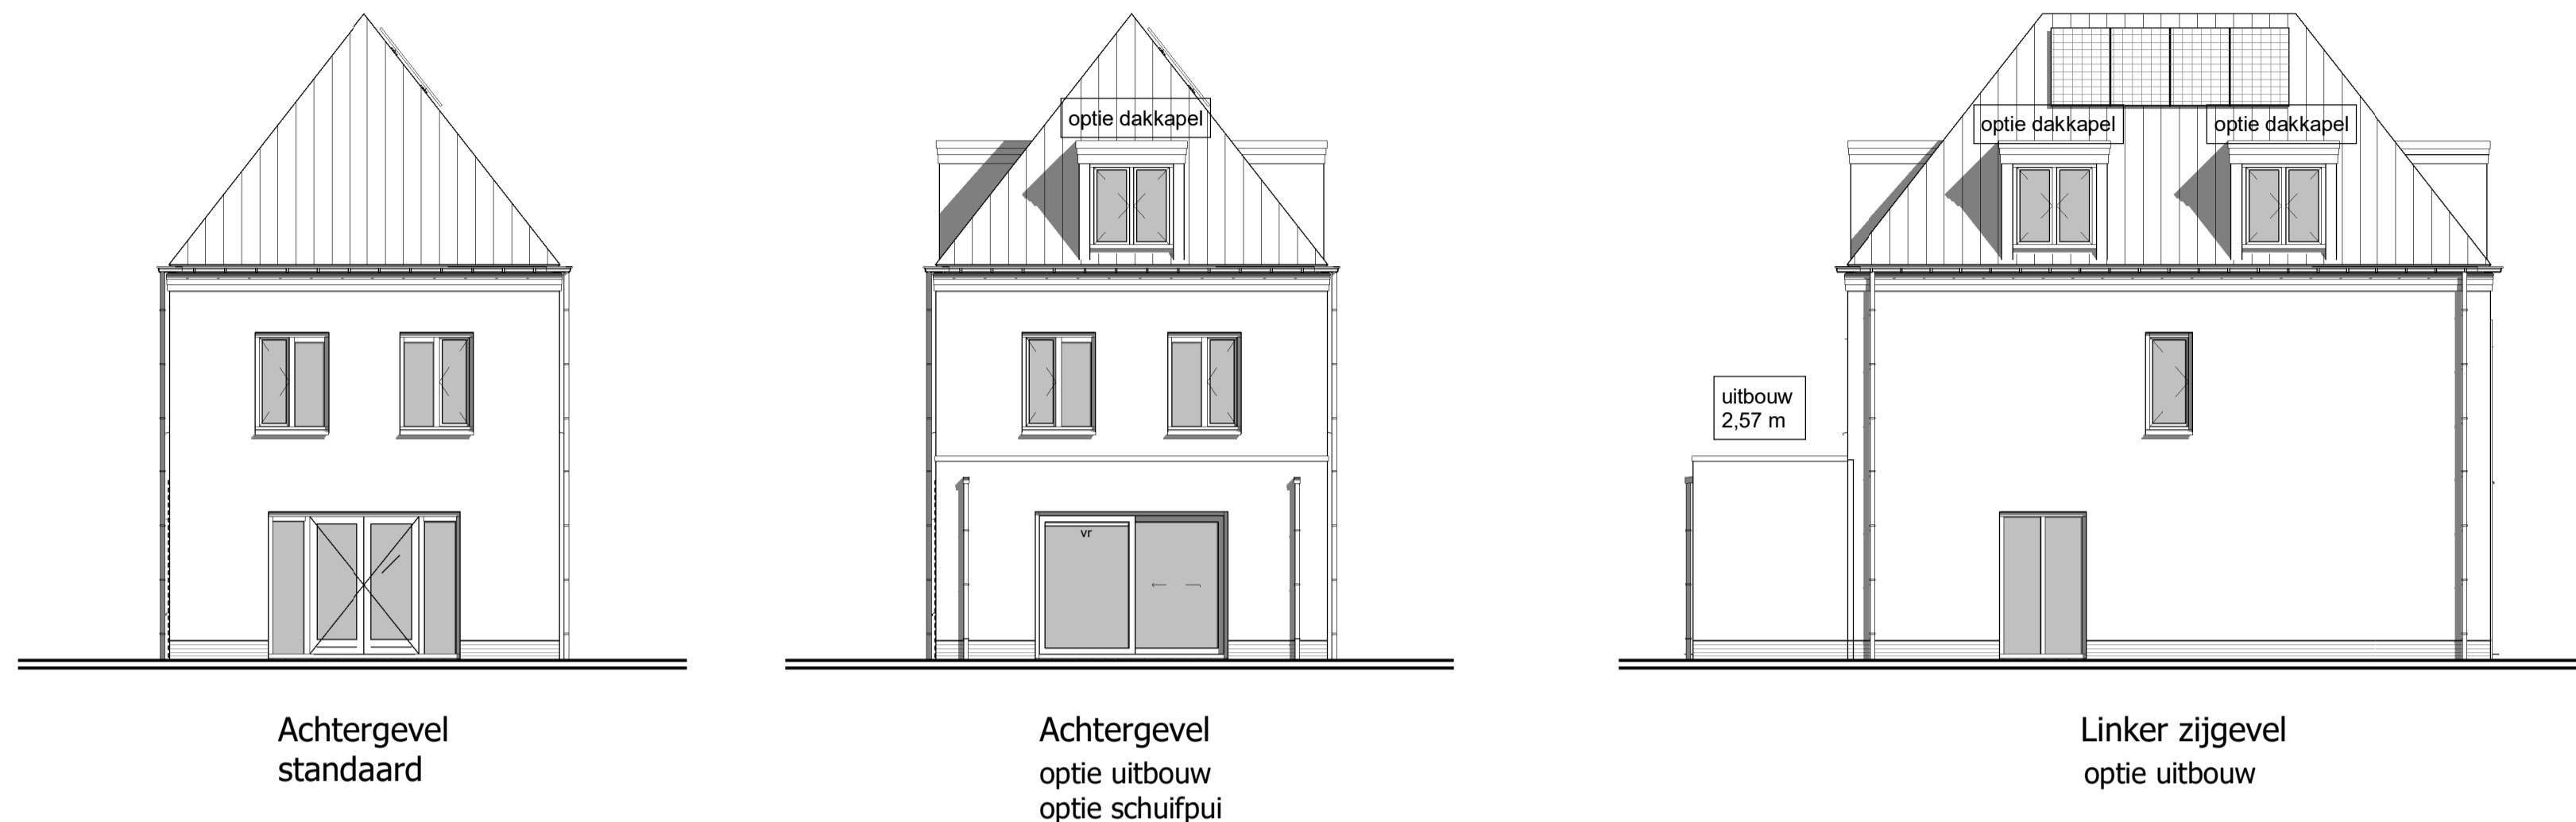 optie dakkapel
optie dakkapel
optie dakkapel
uitbouw
2,57 m
vr
Achtergevel
standaard
Achtergevel
optie uitbouw
optie schuifpui
Linker zijgevel
optie uitbouw